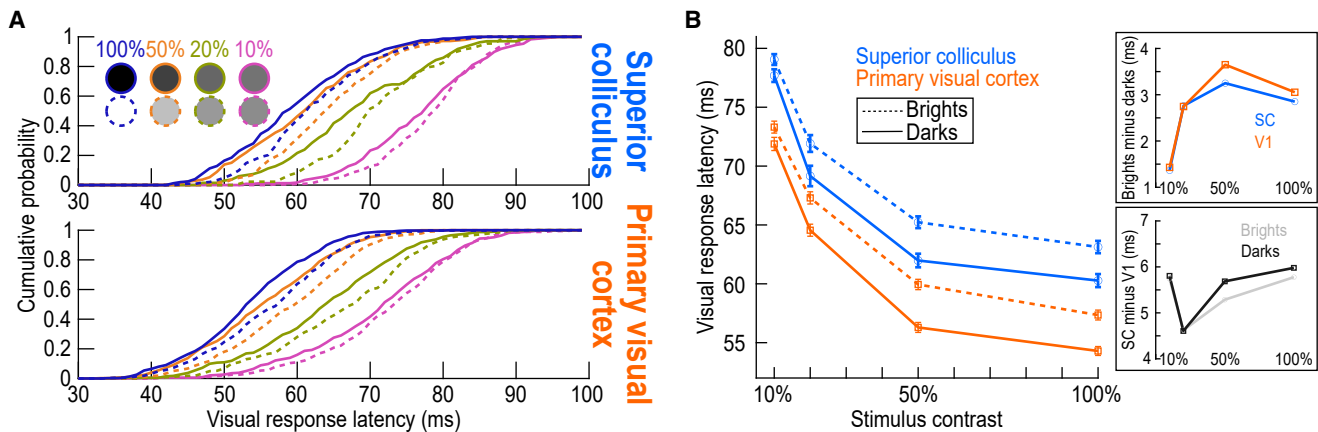 A
100% 50% 20% 10%
Cumulative probability
1
0.8
0.6
0.4
0.2
0
30 40 50 60 70 80 90 100
Superior
colliculus
1
0.8
0.6
0.4
0.2
0
30 40 50 60 70 80 90 100
Visual response latency (ms)
Primary visual
cortex
B
Visual response latency (ms)
80
75
70
65
60
55
Superior colliculus
Primary visual cortex
Brights
Darks
10% 50% 100%
Stimulus contrast
Brights minus darks (ms)
5
4
3
2
1
SC
V1
10% 50% 100%
SC minus V1 (ms)
7
6
5
4
Brights
Darks
10% 50% 100%